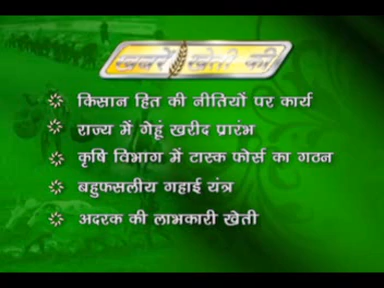 खबरें खेती की
किसान हित की नीतियों पर कार्य
राज्य में गेहूं खरीद प्रारंभ
कृषि विभाग में टास्क फोर्स का गठन
बहुफसलीय गहाई यंत्र
अदरक की लाभकारी खेती